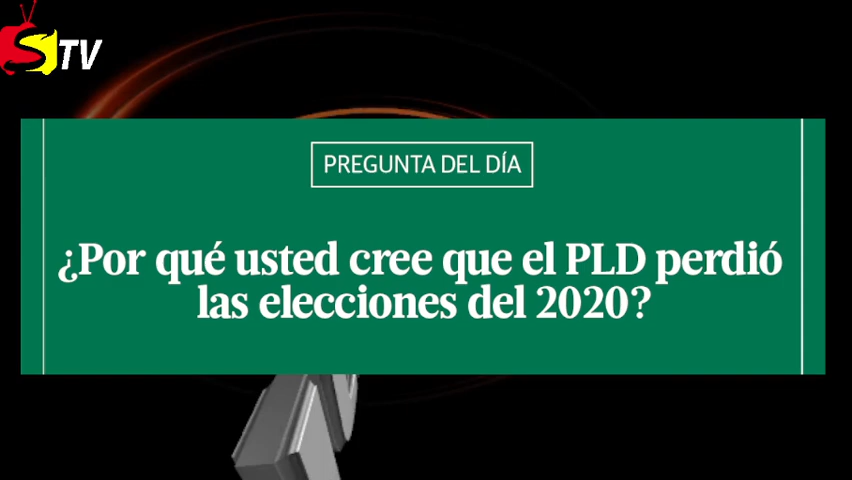 STV
PREGUNTA DEL DÍA
¿Por qué usted cree que el PLD perdió
las elecciones del 2020?